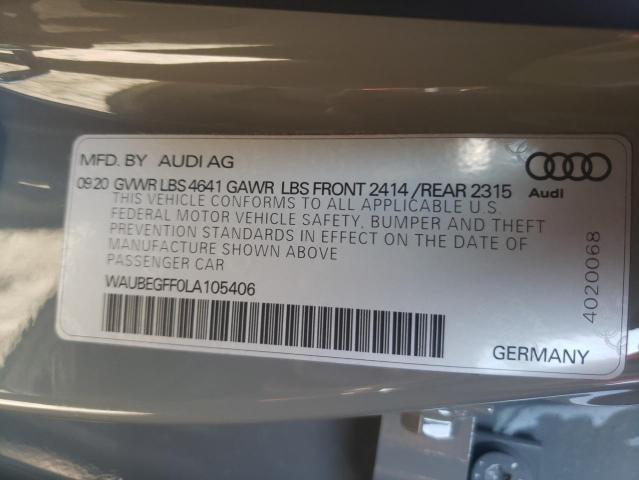 MFD. BY AUDI AG
09 20 GVWR LBS 4641 GAWR LBS FRONT 2414 /REAR 2315
Audi
THIS VEHICLE CONFORMS TO ALL APPLICABLE U.S.
FEDERAL MOTOR VEHICLE SAFETY, BUMPER AND THEFT
PREVENTION STANDARDS IN EFFECT ON THE DATE OF
MANUFACTURE SHOWN ABOVE
PASSENGER CAR
WAUBEGFF0LA105406
GERMANY
4020068